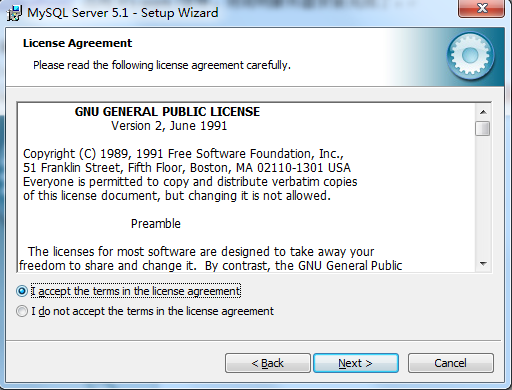 MySQL Server 5.1 - Setup Wizard
License Agreement
Please read the following license agreement carefully.
GNU GENERAL PUBLIC LICENSE
Version 2, June 1991
Copyright (C) 1989, 1991 Free Software Foundation, Inc.,
51 Franklin Street, Fifth Floor, Boston, MA 02110-1301 USA
Everyone is permitted to copy and distribute verbatim copies
of this license document, but changing it is not allowed.
Preamble
The licenses for most software are designed to take away your
freedom to share and change it. By contrast, the GNU General Public
I accept the terms in the license agreement
I do not accept the terms in the license agreement
< Back Next > Cancel